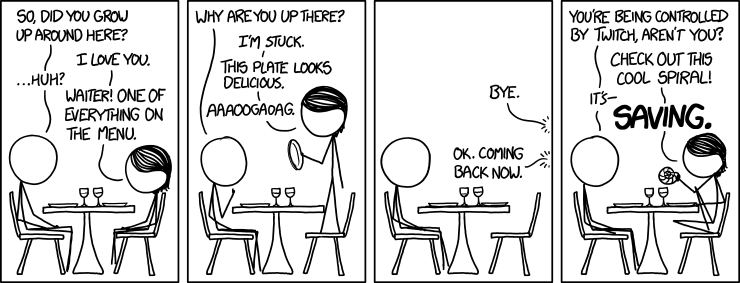 SO, DID YOU GROW
UP AROUND HERE?
I LOVE YOU.
...HUH?
WAITER! ONE OF
EVERYTHING ON
THE MENU.
WHY ARE YOU UP THERE?
I'M STUCK.
THIS PLATE LOOKS
DELICIOUS.
AAAOOGAOAG.
BYE.
OK. COMING
BACK NOW.
YOU'RE BEING CONTROLLED
BY TWITCH, AREN'T YOU?
CHECK OUT THIS
COOL SPIRAL!
IT'S—
SAVING.